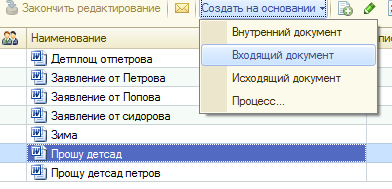 Закончить редактирование Создать на основании
Внутренний документ
Входящий документ
Исходящий документ
Процесс...
Наименование
Детплощ отпетрова
Заявление от Петрова
Заявление от Попова
Заявление от сидорова
Зима
Прошу детсад
Прощу детсад петров